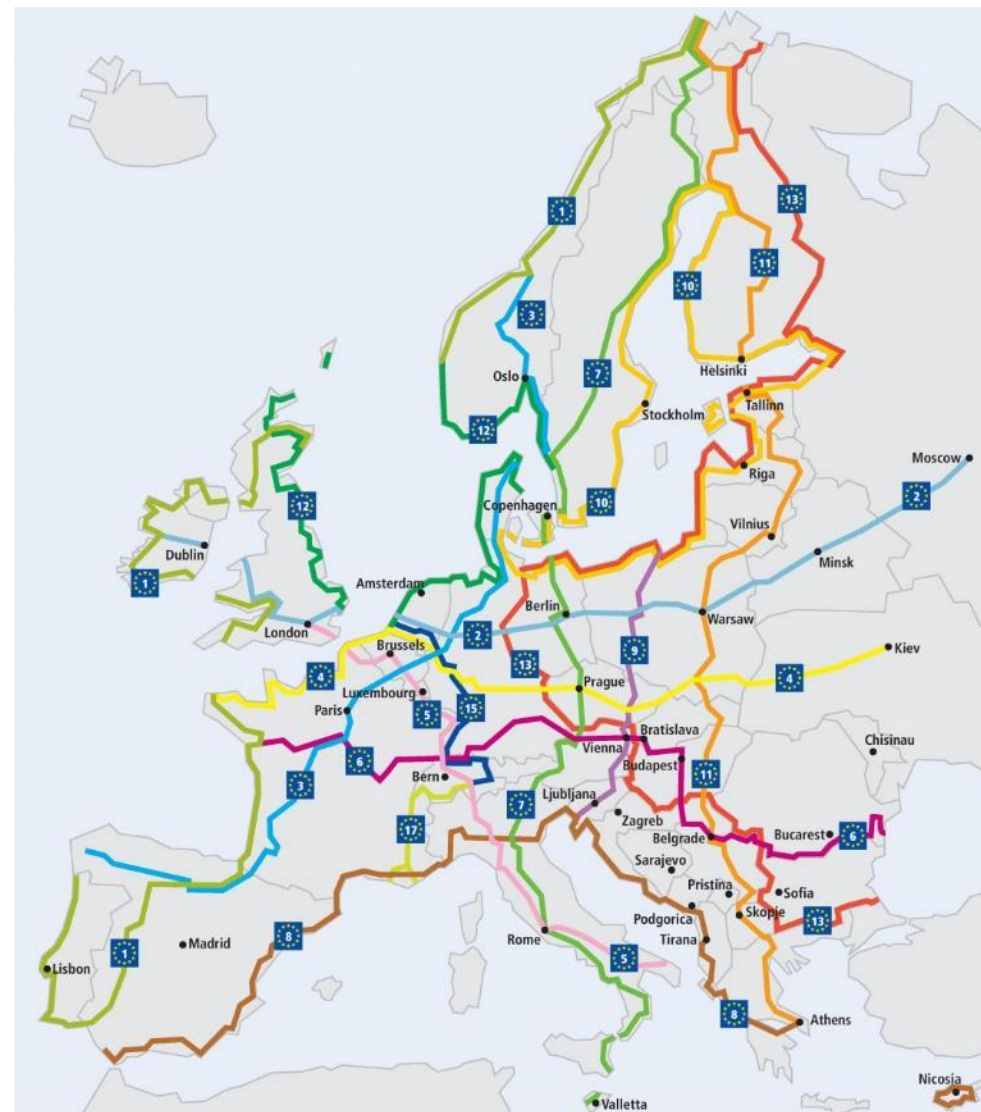 1
13
11
10
3
Oslo
Helsinki
7
Stockholm
Tallinn
12
Moscow
Riga
2
12
Copenhagen
10
Vilnius
Dublin
Minsk
1
Amsterdam
Berlin
Warsaw
London
2
Brussels
9
Kiev
4
13
4
Luxembourg
Prague
Paris
5
15
Vienna
Bratislava
Chisinau
6
Budapest
Bern
11
3
7
Ljubljana
Zagreb
17
Belgrade
Bucarest
6
Sarajevo
Pristina
Sofia
Podgorica
Skopje
13
8
Rome
Tirana
Madrid
1
5
Lisbon
8
Athens
Nicosia
Valletta